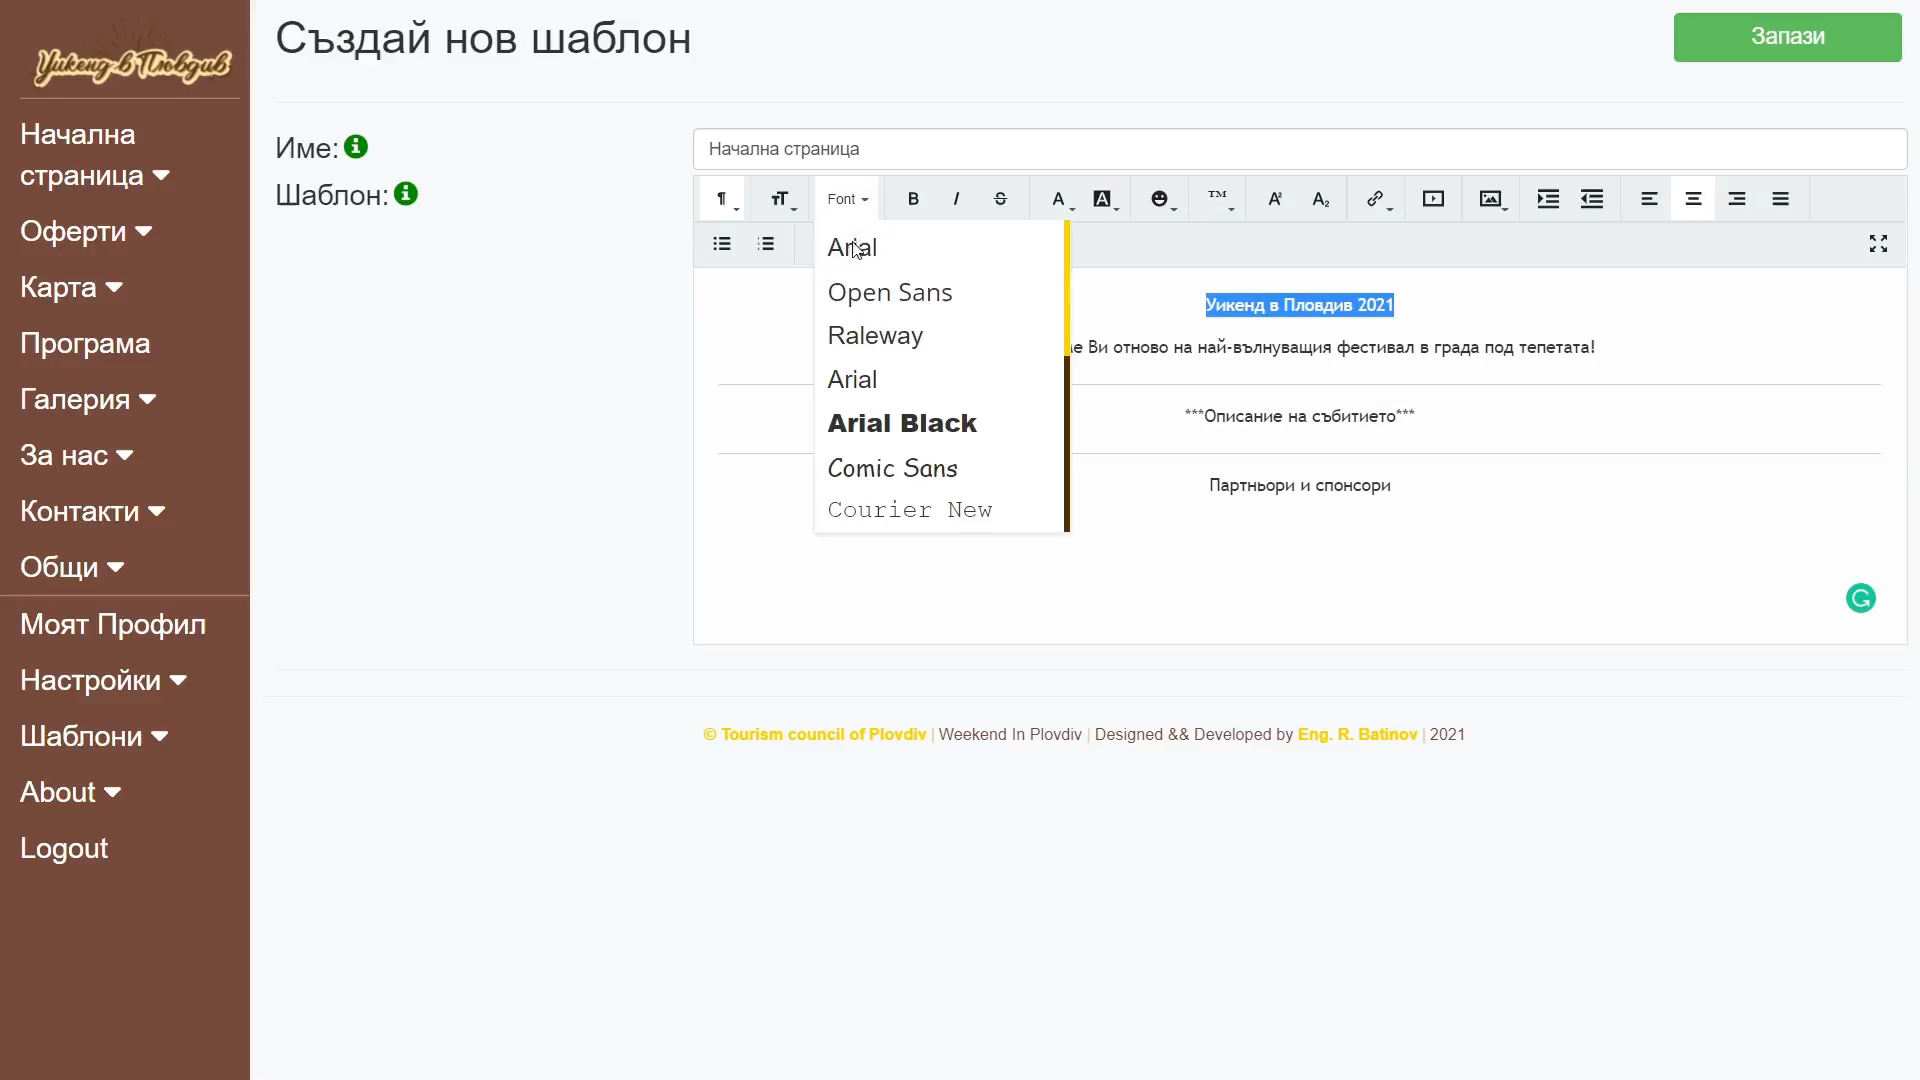 Уикенд в Пловдив
Създай нов шаблон
Запази
Начална
страница
Оферти
Карта
Програма
Галерия
За нас
Контакти
Общи
Моят Профил
Настройки
Шаблони
About
Logout
Име:
Начална страница
Шаблон:
Font
B I S A A ™ A² A₂
Arial
Open Sans
Raleway
Arial
Arial Black
Comic Sans
Courier New
Уикенд в Пловдив 2021
Ви отново на най-вълнуващия фестивал в града под тепетата!
***Описание на събитието***
Партньори и спонсори
© Tourism council of Plovdiv | Weekend In Plovdiv | Designed && Developed by Eng. R. Batinov | 2021